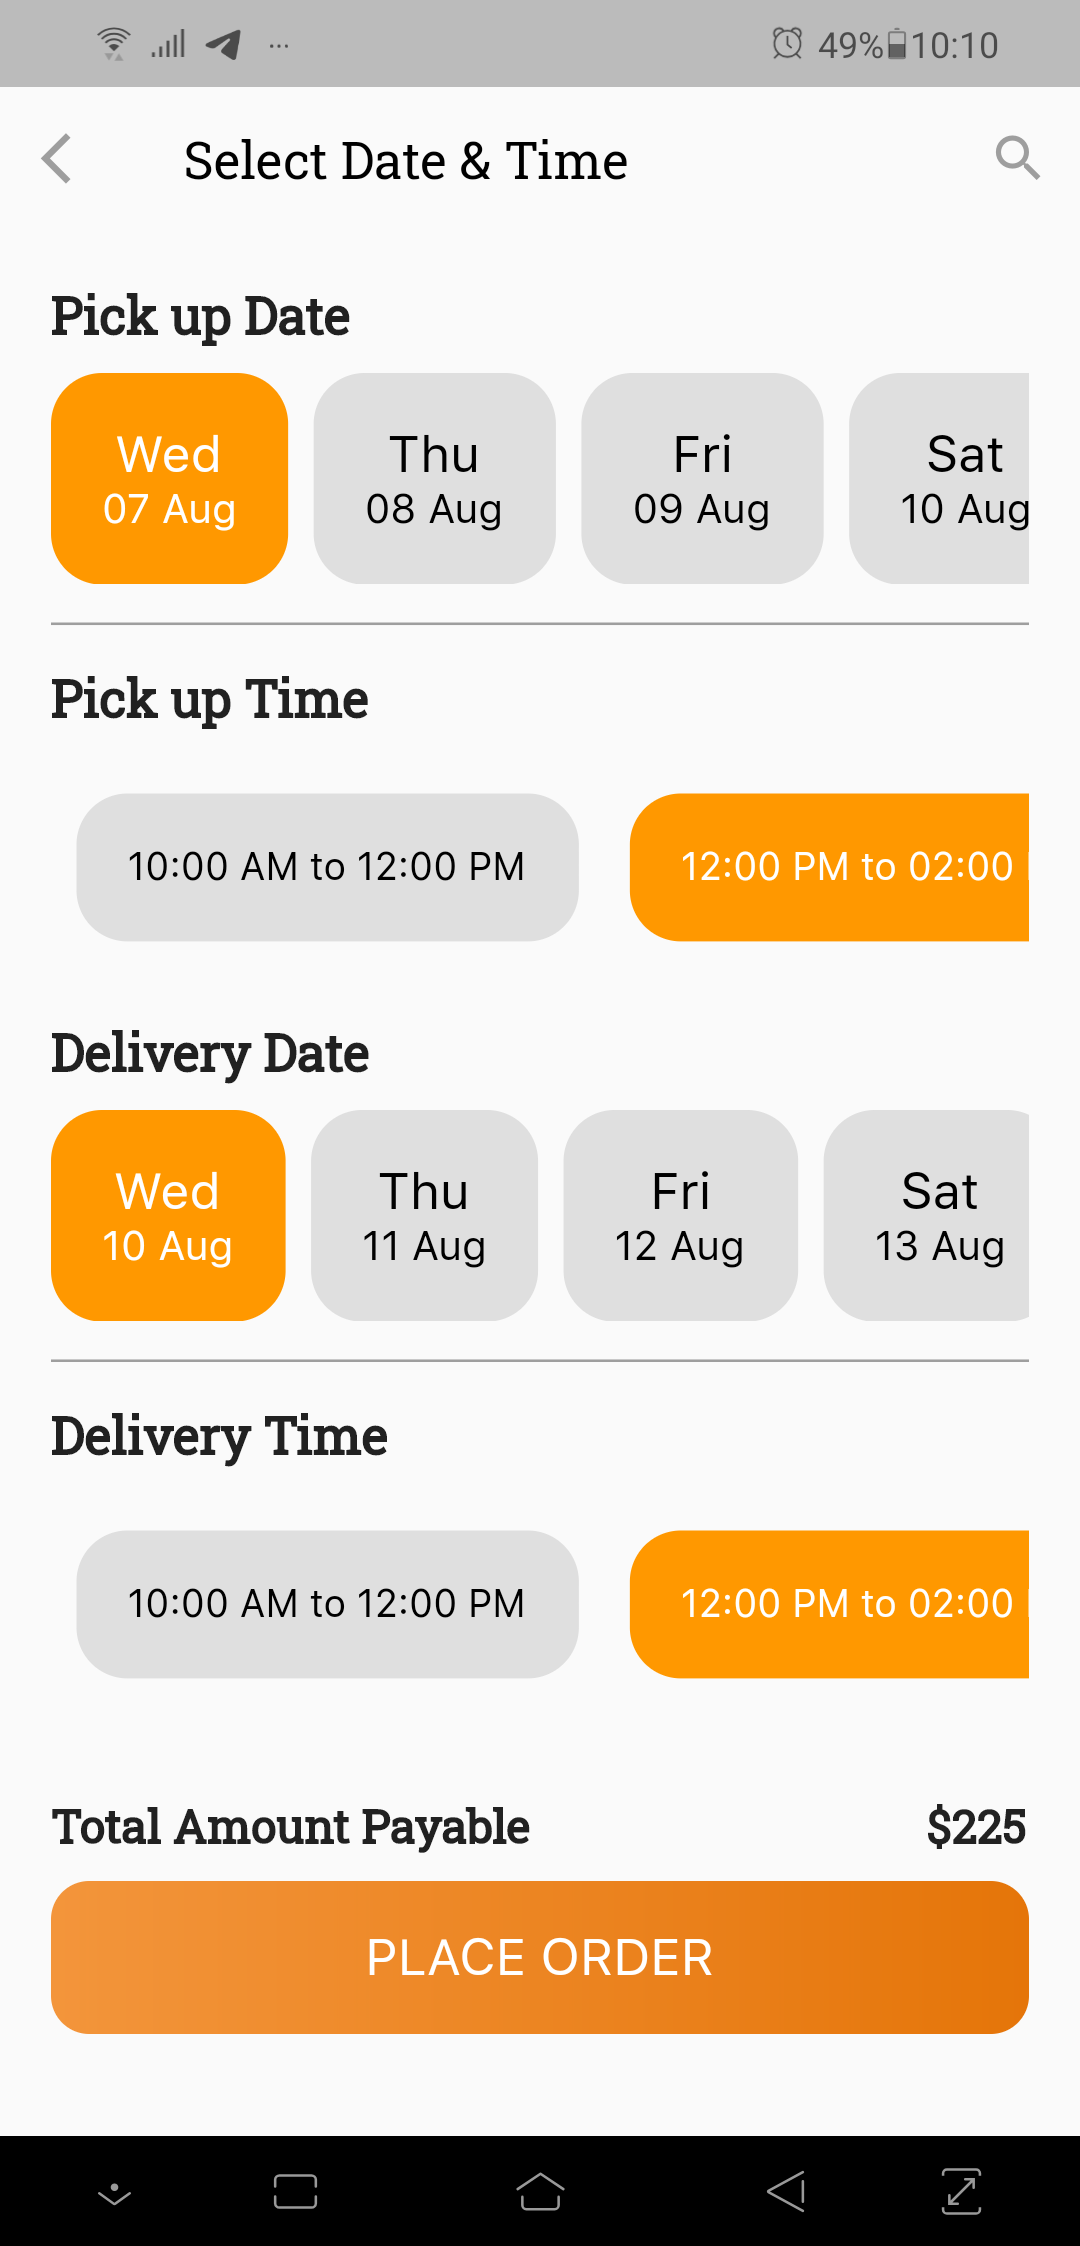 ... 49% 10:10
Select Date & Time
Pick up Date
Wed Thu Fri Sat
07 Aug 08 Aug 09 Aug 10 Aug
Pick up Time
10:00 AM to 12:00 PM 12:00 PM to 02:00
Delivery Date
Wed Thu Fri Sat
10 Aug 11 Aug 12 Aug 13 Aug
Delivery Time
10:00 AM to 12:00 PM 12:00 PM to 02:00
Total Amount Payable $225
PLACE ORDER